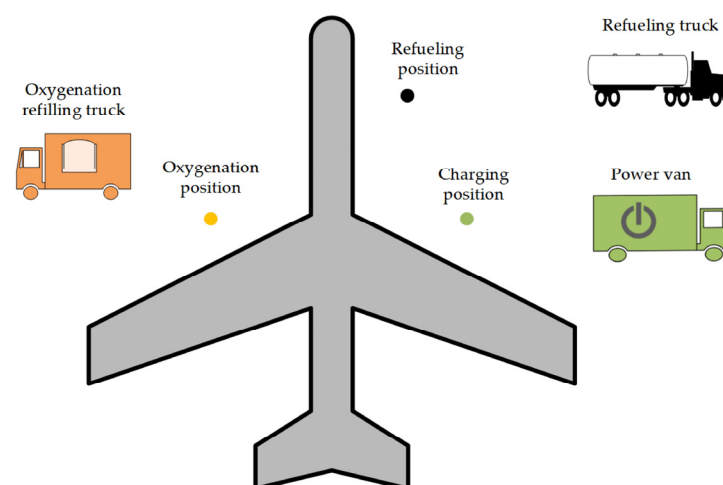 Refueling truck
Refueling
position
Oxygenation
refilling truck
Oxygenation
position
Charging
position
Power van